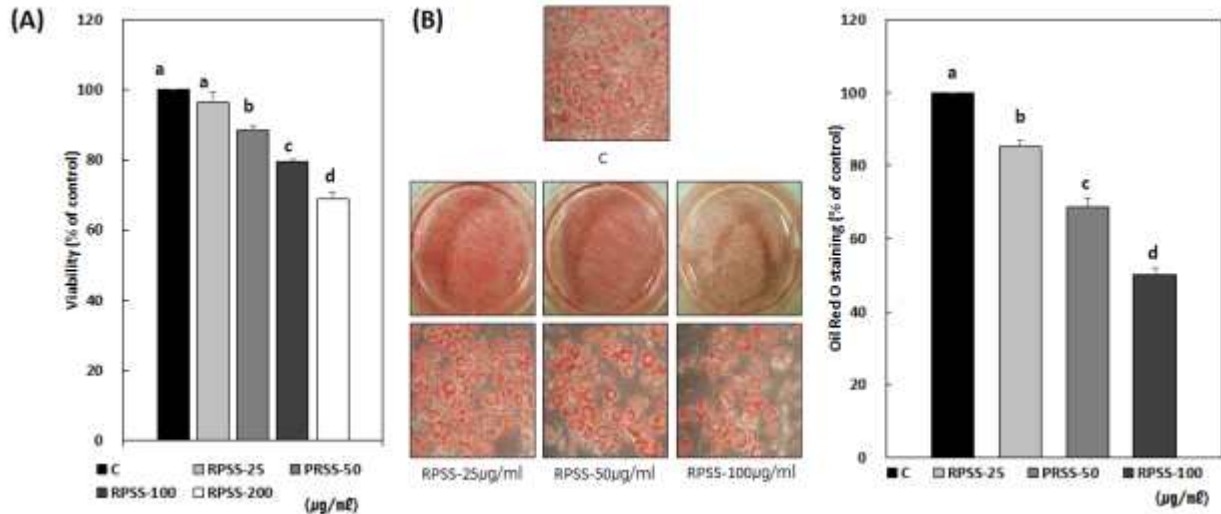 (A)
120
100
80
60
40
20
0
Viability (% of control)
a
a
b
c
d
C RPSS-25 PRSS-50
RPSS-100 RPSS-200
(μg/mℓ)
(B)
C
RPSS-25μg/ml RPSS-50μg/ml RPSS-100μg/ml
120
100
80
60
40
20
0
Oil Red O staining (% of control)
a
b
c
d
C RPSS-25 PRSS-50 RPSS-100
(μg/mℓ)